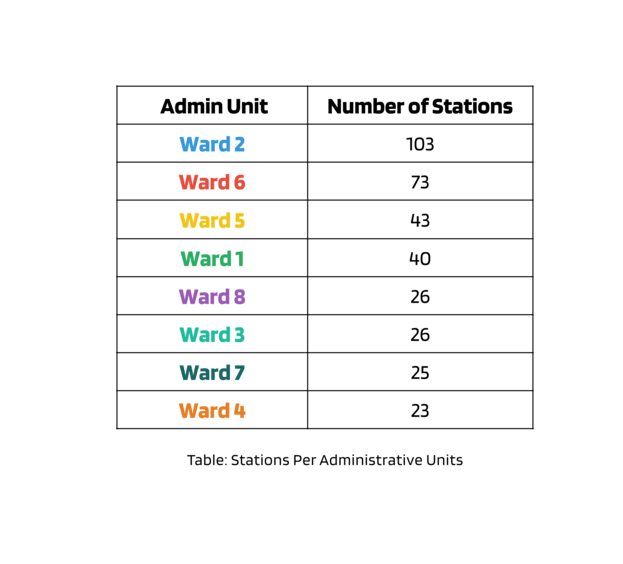 Admin Unit Number of Stations
Ward 2 103
Ward 6 73
Ward 5 43
Ward 1 40
Ward 8 26
Ward 3 26
Ward 7 25
Ward 4 23
Table: Stations Per Administrative Units